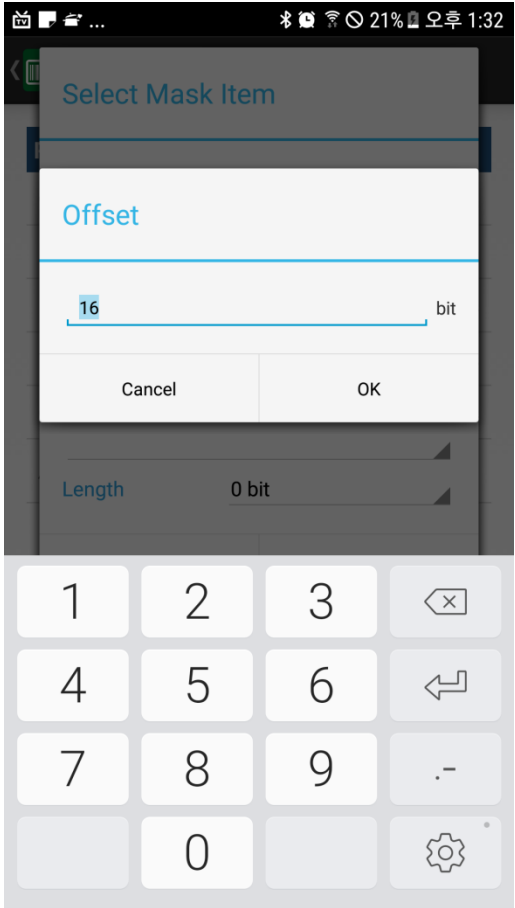 ... 21% 오후 1:32
Select Mask Item
Offset
16 bit
Cancel OK
Length 0 bit
1 2 3
4 5 6
7 8 9 .-
0